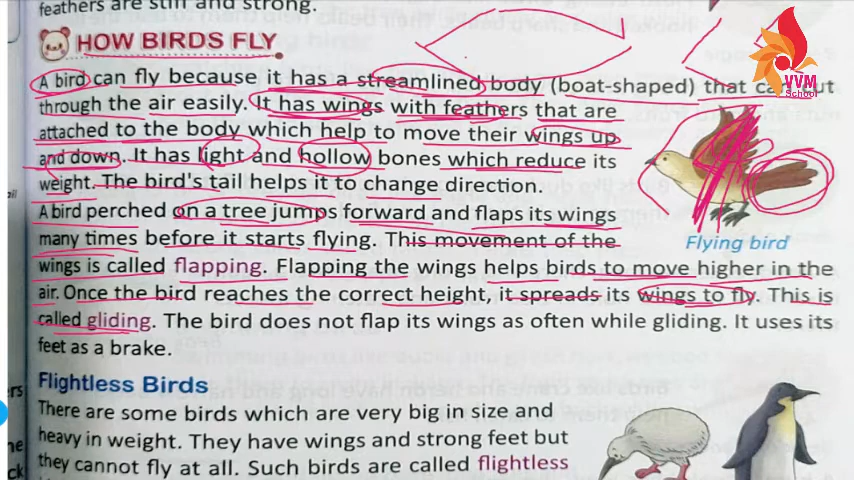 feathers are stiff and strong.
HOW BIRDS FLY
A bird can fly because it has a streamlined body (boat-shaped) that can cut
through the air easily. It has wings with feathers that are
attached to the body which help to move their wings up
and down. It has light and hollow bones which reduce its
weight. The bird's tail helps it to change direction.
A bird perched on a tree jumps forward and flaps its wings
many times before it starts flying. This movement of the
wings is called flapping. Flapping the wings helps birds to move higher in the
air. Once the bird reaches the correct height, it spreads its wings to fly. This is
called gliding. The bird does not flap its wings as often while gliding. It uses its
feet as a brake.
Flying bird
VVM
School
Flightless Birds
There are some birds which are very big in size and
heavy in weight. They have wings and strong feet but
they cannot fly at all. Such birds are called flightless